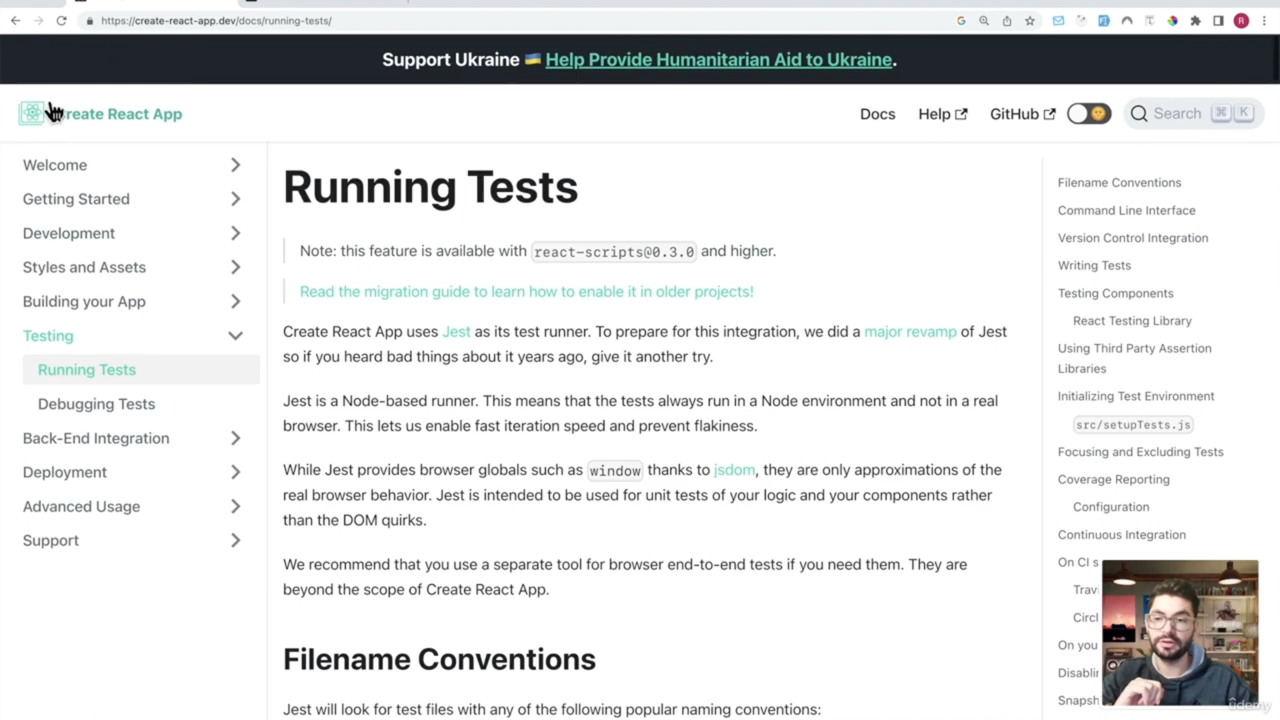 https://create-react-app.dev/docs/running-tests/
R
Support Ukraine 🇺🇦 Help Provide Humanitarian Aid to Ukraine.
Create React App
Docs
Help
GitHub
Search
⌘ K
Welcome
Getting Started
Development
Styles and Assets
Building your App
Testing
Running Tests
Debugging Tests
Back-End Integration
Deployment
Advanced Usage
Support
Running Tests
Note: this feature is available with react-scripts@0.3.0 and higher.
Read the migration guide to learn how to enable it in older projects!
Create React App uses Jest as its test runner. To prepare for this integration, we did a major revamp of Jest
so if you heard bad things about it years ago, give it another try.
Jest is a Node-based runner. This means that the tests always run in a Node environment and not in a real
browser. This lets us enable fast iteration speed and prevent flakiness.
While Jest provides browser globals such as window thanks to jsdom, they are only approximations of the
real browser behavior. Jest is intended to be used for unit tests of your logic and your components rather
than the DOM quirks.
We recommend that you use a separate tool for browser end-to-end tests if you need them. They are
beyond the scope of Create React App.
Filename Conventions
Jest will look for test files with any of the following popular naming conventions:
Filename Conventions
Command Line Interface
Version Control Integration
Writing Tests
Testing Components
React Testing Library
Using Third Party Assertion
Libraries
Initializing Test Environment
src/setupTests.js
Focusing and Excluding Tests
Coverage Reporting
Configuration
Continuous Integration
On CI s
Trav
Circl
On you
Disablin
Snapsh
ûdemy